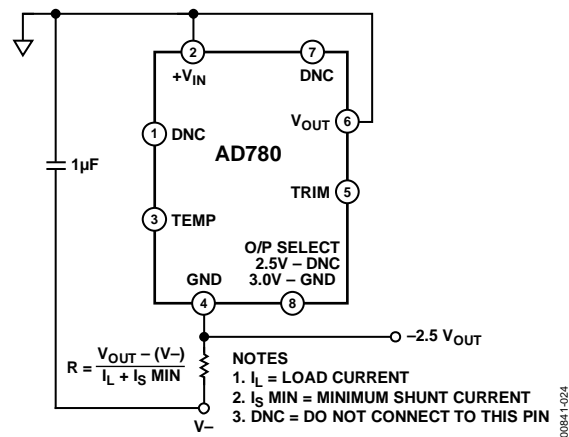 2
+VIN
7
DNC
6
VOUT
1 DNC
AD780
1µF
5
TRIM
3 TEMP
O/P SELECT
2.5V – DNC
3.0V – GND
GND
4
8
–2.5 VOUT
R = VOUT – (V–)
IL + IS MIN
V–
NOTES
1. IL = LOAD CURRENT
2. IS MIN = MINIMUM SHUNT CURRENT
3. DNC = DO NOT CONNECT TO THIS PIN
00841-024